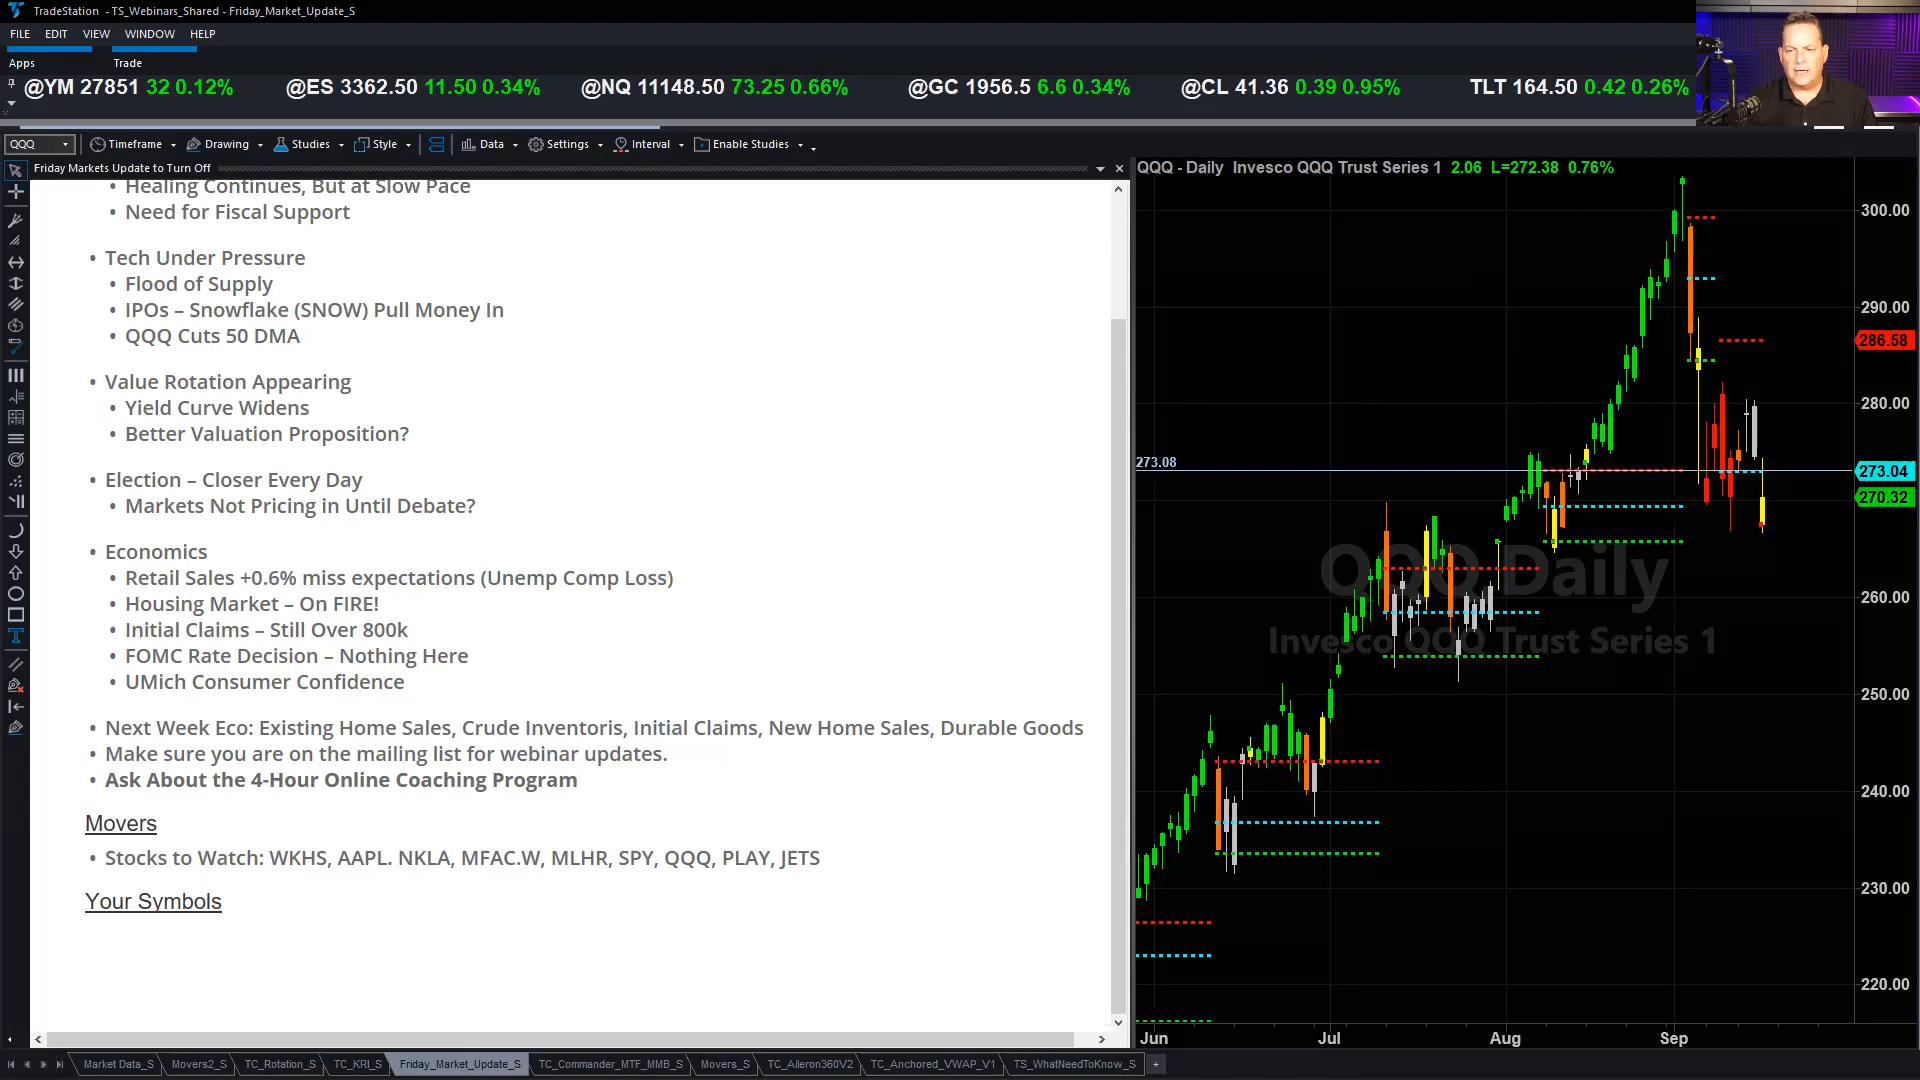 TradeStation - TS_Webinars_Shared - Friday_Market_Update_S
FILE EDIT VIEW WINDOW HELP
Apps Trade
@YM 27851 32 0.12% @ES 3362.50 11.50 0.34% @NQ 11148.50 73.25 0.66% @GC 1956.5 6.6 0.34% @CL 41.36 0.39 0.95% TLT 164.50 0.42 0.26%
QQQ Timeframe Drawing Studies Style Data Settings Interval Enable Studies
Friday Markets Update to Turn Off
• Healing Continues, But at Slow Pace
• Need for Fiscal Support
• Tech Under Pressure
• Flood of Supply
• IPOs – Snowflake (SNOW) Pull Money In
• QQQ Cuts 50 DMA
• Value Rotation Appearing
• Yield Curve Widens
• Better Valuation Proposition?
• Election – Closer Every Day
• Markets Not Pricing in Until Debate?
• Economics
• Retail Sales +0.6% miss expectations (Unemp Comp Loss)
• Housing Market – On FIRE!
• Initial Claims – Still Over 800k
• FOMC Rate Decision – Nothing Here
• UMich Consumer Confidence
• Next Week Eco: Existing Home Sales, Crude Inventoris, Initial Claims, New Home Sales, Durable Goods
• Make sure you are on the mailing list for webinar updates.
• Ask About the 4-Hour Online Coaching Program
Movers
• Stocks to Watch: WKHS, AAPL. NKLA, MFAC.W, MLHR, SPY, QQQ, PLAY, JETS
Your Symbols
QQQ - Daily Invesco QQQ Trust Series 1 2.06 L=272.38 0.76%
300.00
290.00
286.58
280.00
273.08
273.04
270.32
QQQ Daily
260.00
Invesco QQQ Trust Series 1
250.00
240.00
230.00
220.00
Jun Jul Aug Sep
Market Data_S Movers2_S TC_Rotation_S TC_KRI_S Friday_Market_Update_S TC_Commander_MTF_MMB_S Movers_S TC_Aileron360V2 TC_Anchored_VWAP_V1 TS_WhatNeedToKnow_S +